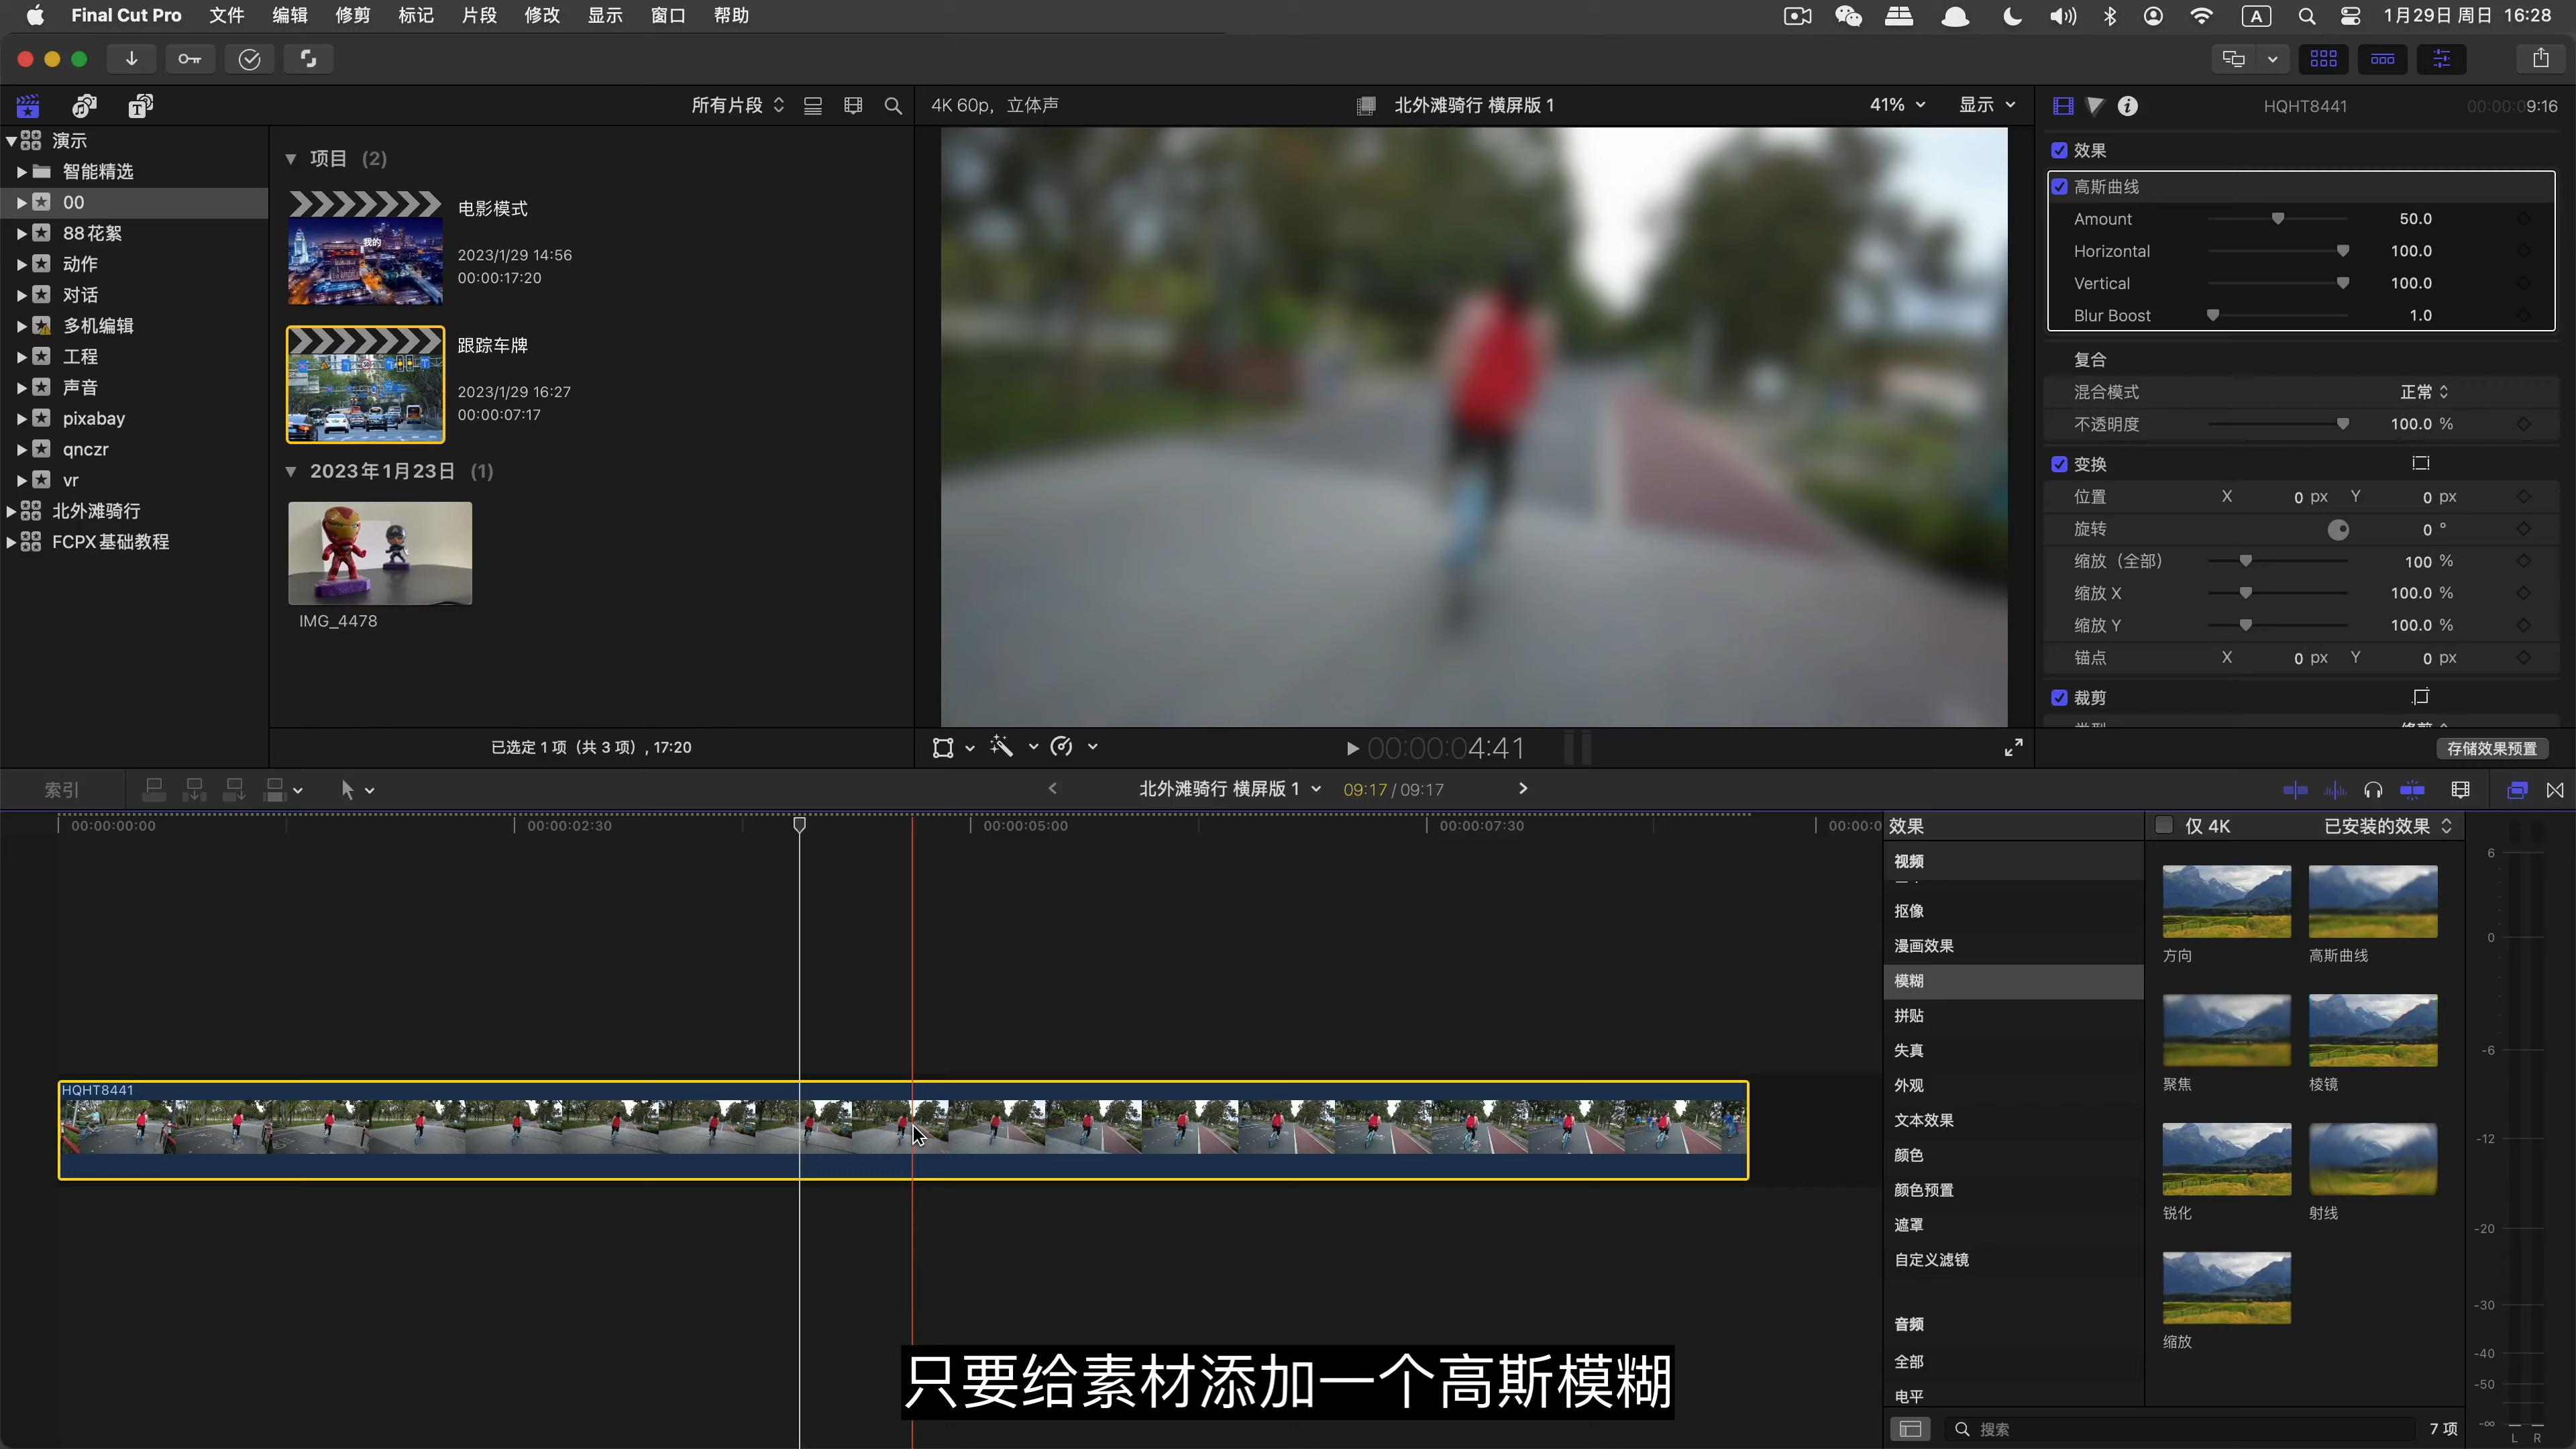 Final Cut Pro 文件 编辑 修剪 标记 片段 修改 显示 窗口 帮助
A 1月29日 周日 16:28
所有片段
4K 60p，立体声
北外滩骑行 横屏版 1
41% 显示
HQHT8441 00:00:09:16
演示
智能精选
00
88花絮
动作
对话
多机编辑
工程
声音
pixabay
qnczr
vr
北外滩骑行
FCPX基础教程
项目 (2)
电影模式
2023/1/29 14:56
00:00:17:20
跟踪车牌
2023/1/29 16:27
00:00:07:17
2023年1月23日 (1)
IMG_4478
已选定 1 项（共 3 项）, 17:20
我的
00:00:04:41
效果
高斯曲线
Amount 50.0
Horizontal 100.0
Vertical 100.0
Blur Boost 1.0
复合
混合模式 正常
不透明度 100.0 %
变换
位置 X 0 px Y 0 px
旋转 0 °
缩放（全部） 100 %
缩放 X 100.0 %
缩放 Y 100.0 %
锚点 X 0 px Y 0 px
裁剪
存储效果预置
索引
北外滩骑行 横屏版 1 09:17 / 09:17
00:00:00:00 00:00:02:30 00:00:05:00 00:00:07:30 00:00:0
HQHT8441
效果
视频
抠像
漫画效果
模糊
拼贴
失真
外观
文本效果
颜色
颜色预置
遮罩
自定义滤镜
音频
全部
电平
仅 4K 已安装的效果
方向 高斯曲线
聚焦 棱镜
锐化 射线
缩放
搜索 7 项
6
0
-6
-12
-20
-30
-40
-50
-∞
L R
只要给素材添加一个高斯模糊